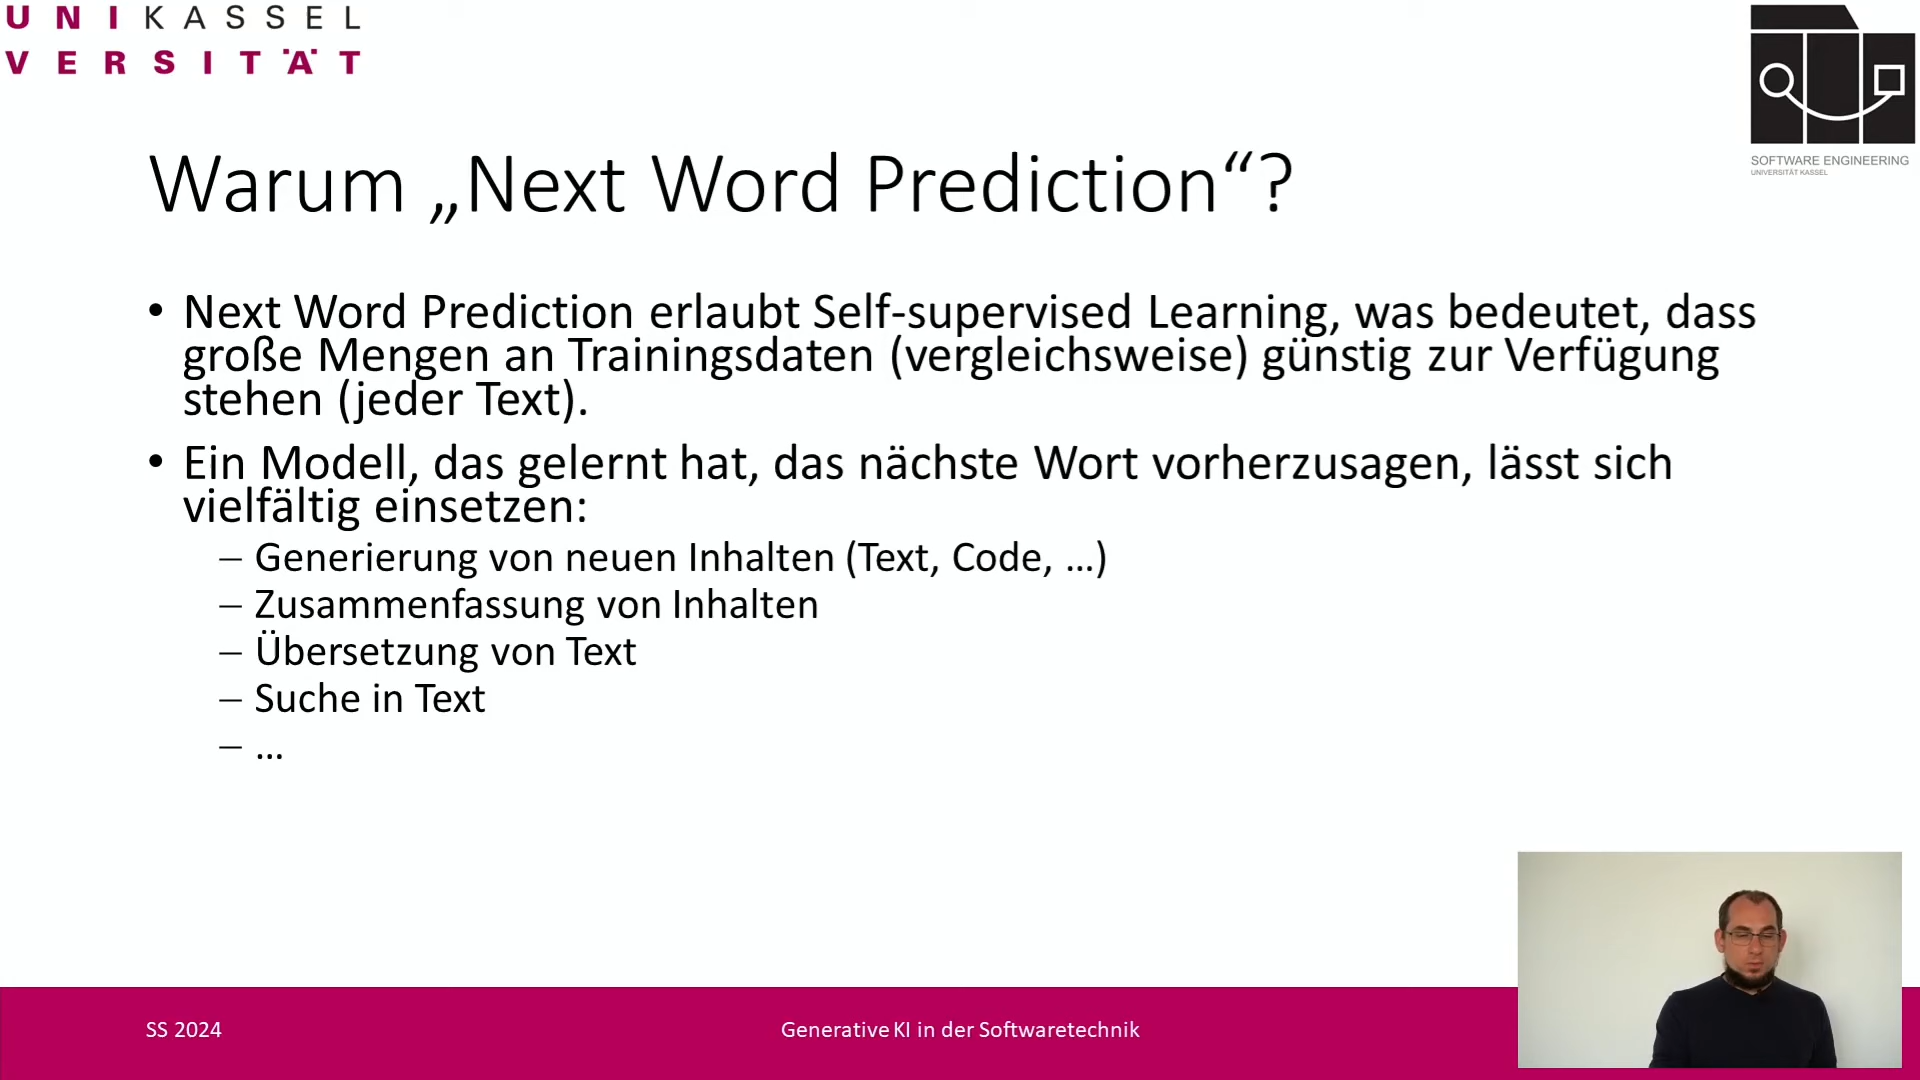 UNIKASSEL
VERSITÄT
SOFTWARE ENGINEERING
UNIVERSITÄT KASSEL
Warum „Next Word Prediction“?
• Next Word Prediction erlaubt Self-supervised Learning, was bedeutet, dass
große Mengen an Trainingsdaten (vergleichsweise) günstig zur Verfügung
stehen (jeder Text).
• Ein Modell, das gelernt hat, das nächste Wort vorherzusagen, lässt sich
vielfältig einsetzen:
– Generierung von neuen Inhalten (Text, Code, …)
– Zusammenfassung von Inhalten
– Übersetzung von Text
– Suche in Text
– …
SS 2024
Generative KI in der Softwaretechnik